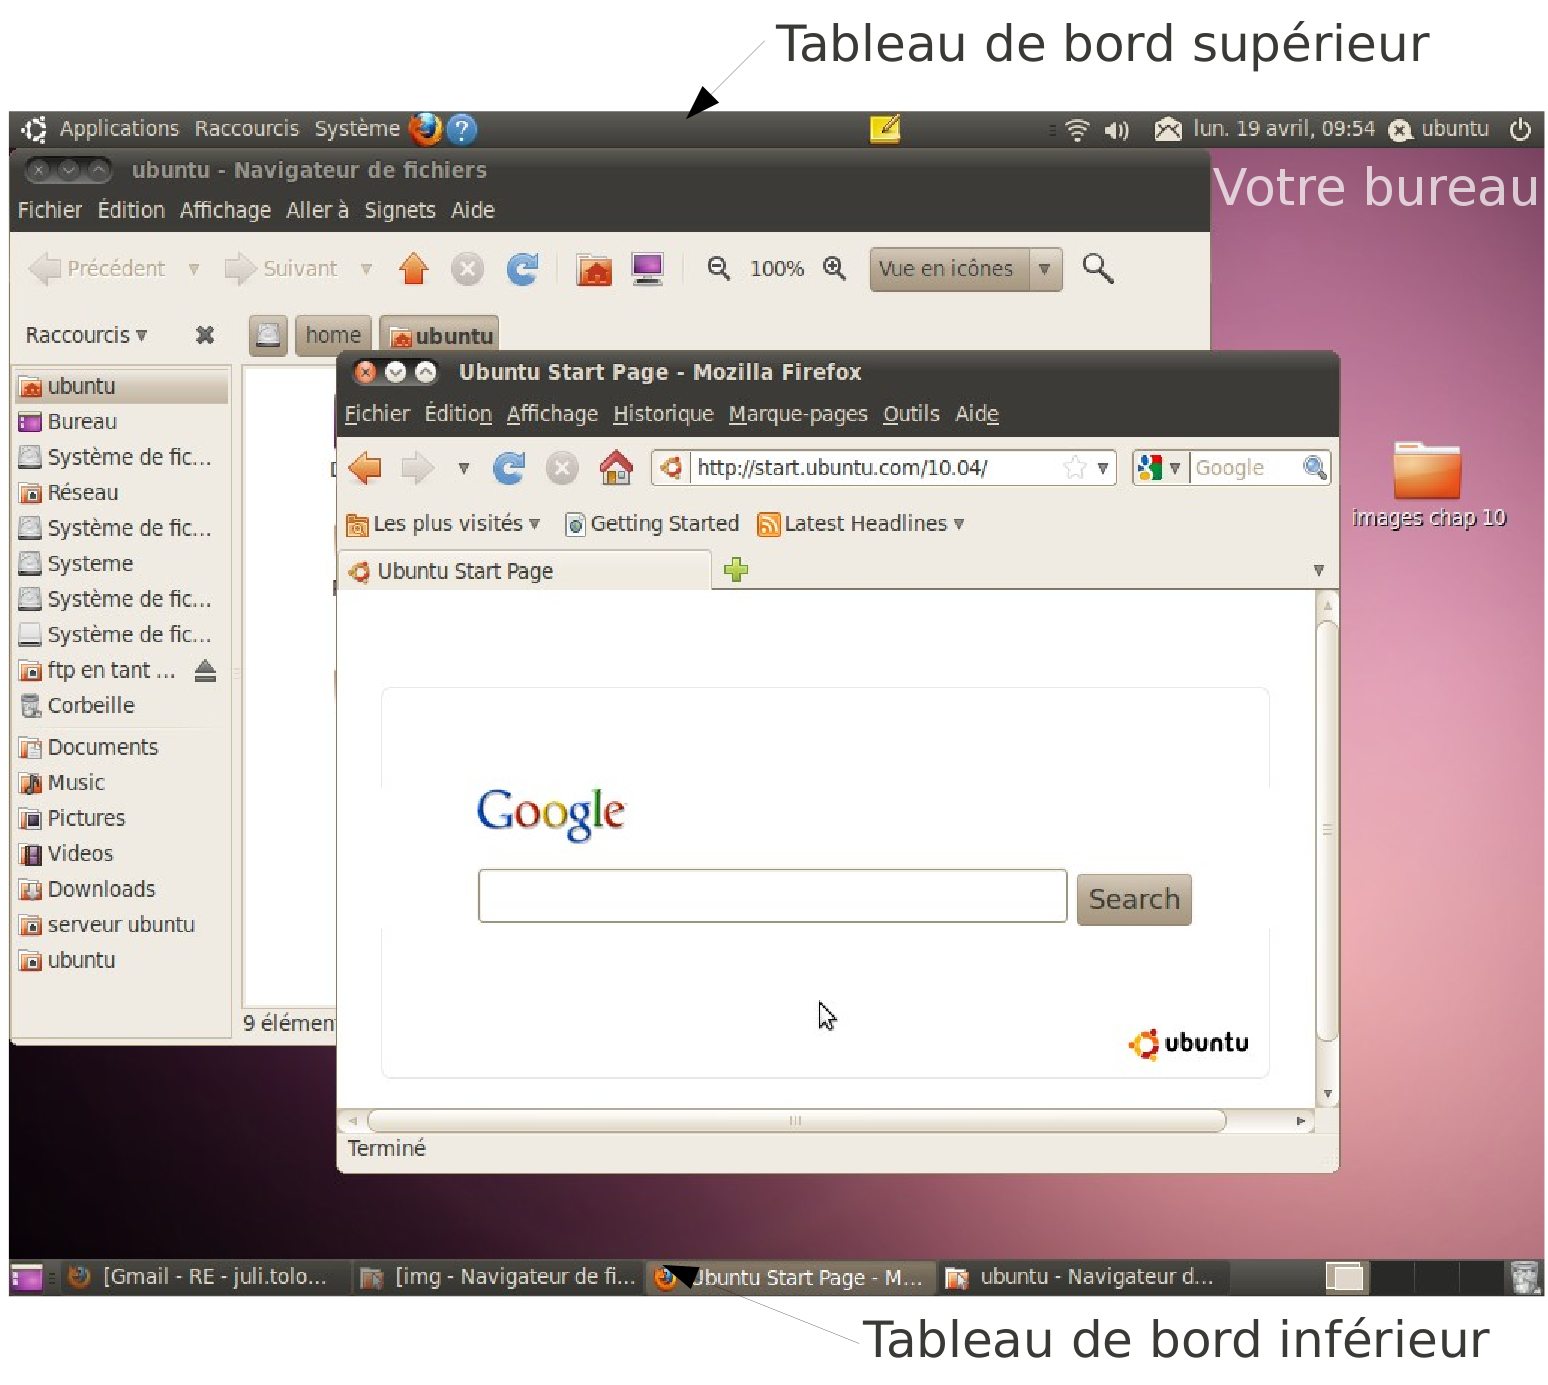 Tableau de bord supérieur
Applications Raccourcis Système ? lun. 19 avril, 09:54 ubuntu
ubuntu - Navigateur de fichiers
Votre bureau
Fichier Édition Affichage Aller à Signets Aide
Précédent Suivant 100% Vue en icônes
Raccourcis home ubuntu
Ubuntu Start Page - Mozilla Firefox
ubuntu
Fichier Édition Affichage Historique Marque-pages Outils Aide
Bureau
Système de fic...
http://start.ubuntu.com/10.04/ Google
Réseau
images chap 10
Système de fic...
Les plus visités Getting Started Latest Headlines
Systeme
Ubuntu Start Page
Système de fic...
Système de fic...
ftp en tant ...
Corbeille
Documents
Music
Pictures
Videos
Downloads
serveur ubuntu
ubuntu
Google
Search
9 élémen
ubuntu
Terminé
[Gmail - RE - juli.tolo... [img - Navigateur de fi... Ubuntu Start Page - M... ubuntu - Navigateur d...
Tableau de bord inférieur